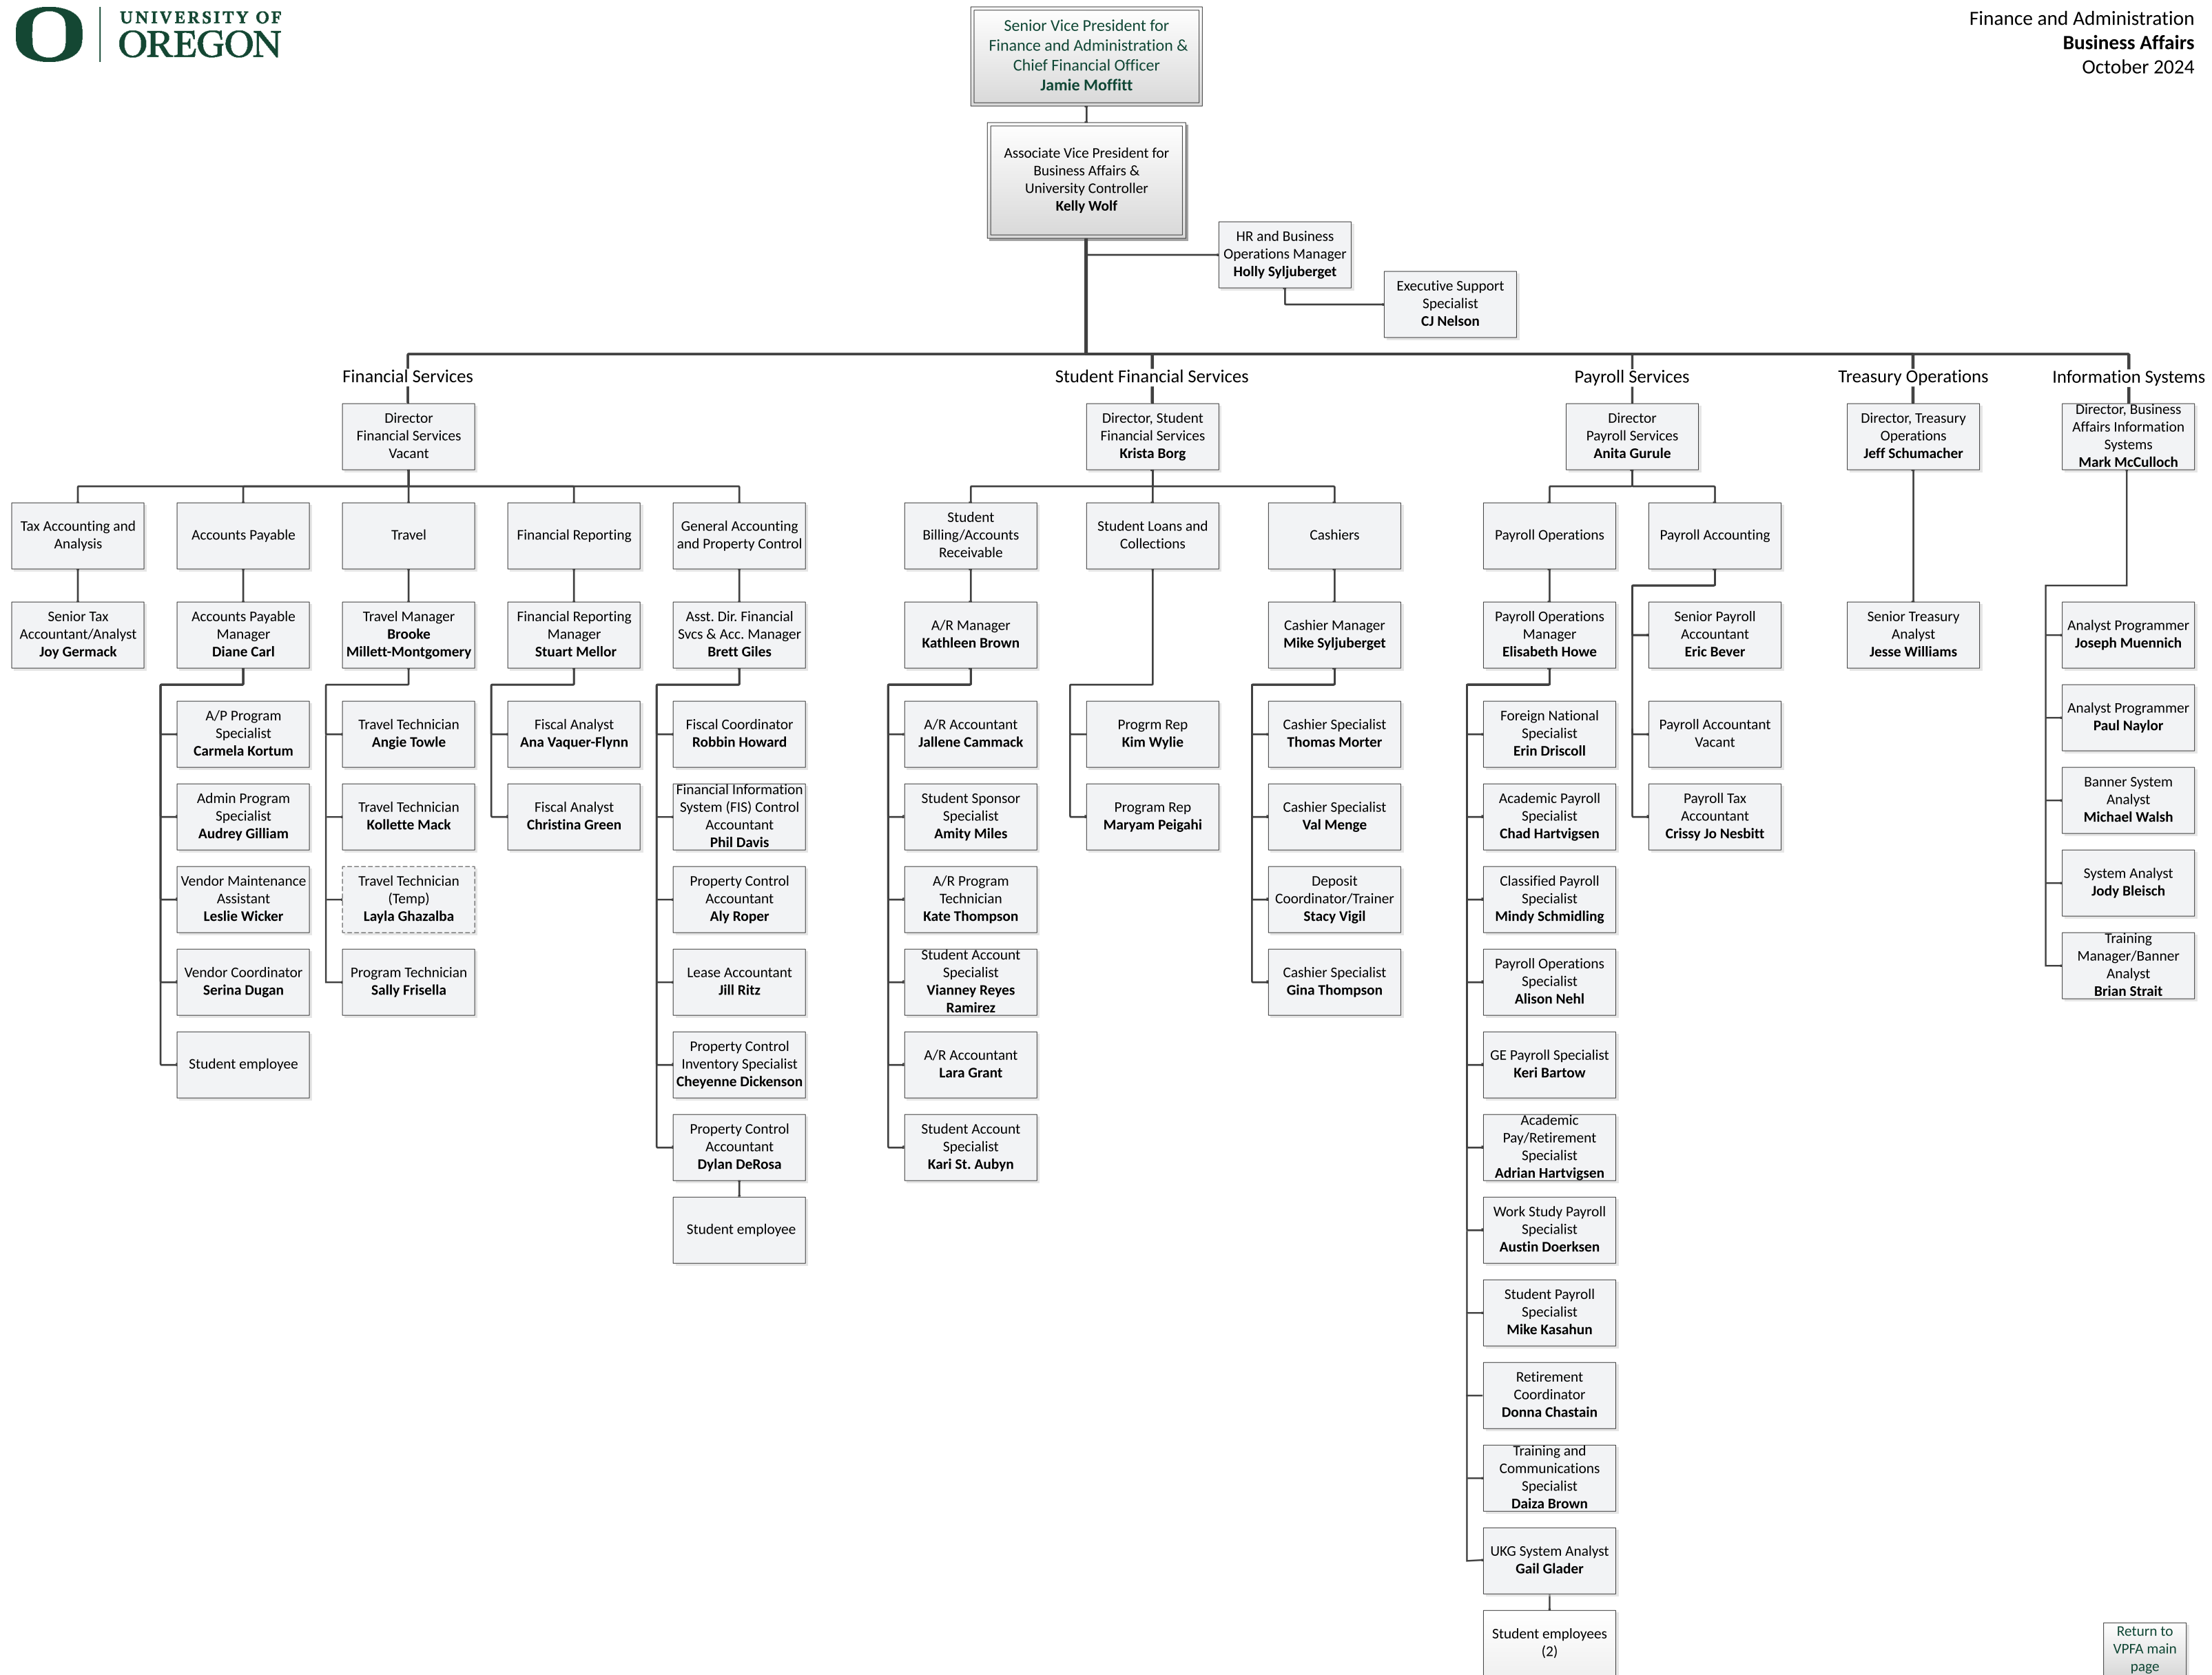 UNIVERSITY OF
OREGON
Senior Vice President for
Finance and Administration &
Chief Financial Officer
Jamie Moffitt
Finance and Administration
Business Affairs
October 2024
Associate Vice President for
Business Affairs &
University Controller
Kelly Wolf
HR and Business
Operations Manager
Holly Syljuberget
Executive Support
Specialist
CJ Nelson
Financial Services
Student Financial Services
Payroll Services
Treasury Operations
Information Systems
Director
Financial Services
Vacant
Director, Student
Financial Services
Krista Borg
Director
Payroll Services
Anita Gurule
Director, Treasury
Operations
Jeff Schumacher
Director, Business
Affairs Information
Systems
Mark McCulloch
Tax Accounting and
Analysis
Accounts Payable
Travel
Financial Reporting
General Accounting
and Property Control
Student
Billing/Accounts
Receivable
Student Loans and
Collections
Cashiers
Payroll Operations
Payroll Accounting
Senior Tax
Accountant/Analyst
Joy Germack
Accounts Payable
Manager
Diane Carl
Travel Manager
Brooke
Millett-Montgomery
Financial Reporting
Manager
Stuart Mellor
Asst. Dir. Financial
Svcs & Acc. Manager
Brett Giles
A/R Manager
Kathleen Brown
Cashier Manager
Mike Syljuberget
Payroll Operations
Manager
Elisabeth Howe
Senior Payroll
Accountant
Eric Bever
Senior Treasury
Analyst
Jesse Williams
Analyst Programmer
Joseph Muennich
A/P Program
Specialist
Carmela Kortum
Travel Technician
Angie Towle
Fiscal Analyst
Ana Vaquer-Flynn
Fiscal Coordinator
Robbin Howard
A/R Accountant
Jallene Cammack
Progrm Rep
Kim Wylie
Cashier Specialist
Thomas Morter
Foreign National
Specialist
Erin Driscoll
Payroll Accountant
Vacant
Analyst Programmer
Paul Naylor
Admin Program
Specialist
Audrey Gilliam
Travel Technician
Kollette Mack
Fiscal Analyst
Christina Green
Financial Information
System (FIS) Control
Accountant
Phil Davis
Student Sponsor
Specialist
Amity Miles
Program Rep
Maryam Peigahi
Cashier Specialist
Val Menge
Academic Payroll
Specialist
Chad Hartvigsen
Payroll Tax
Accountant
Crissy Jo Nesbitt
Banner System
Analyst
Michael Walsh
Vendor Maintenance
Assistant
Leslie Wicker
Travel Technician
(Temp)
Layla Ghazalba
Property Control
Accountant
Aly Roper
A/R Program
Technician
Kate Thompson
Deposit
Coordinator/Trainer
Stacy Vigil
Classified Payroll
Specialist
Mindy Schmidling
System Analyst
Jody Bleisch
Vendor Coordinator
Serina Dugan
Program Technician
Sally Frisella
Lease Accountant
Jill Ritz
Student Account
Specialist
Vianney Reyes
Ramirez
Cashier Specialist
Gina Thompson
Payroll Operations
Specialist
Alison Nehl
Training
Manager/Banner
Analyst
Brian Strait
Student employee
Property Control
Inventory Specialist
Cheyenne Dickenson
A/R Accountant
Lara Grant
GE Payroll Specialist
Keri Bartow
Property Control
Accountant
Dylan DeRosa
Student Account
Specialist
Kari St. Aubyn
Academic
Pay/Retirement
Specialist
Adrian Hartvigsen
Student employee
Work Study Payroll
Specialist
Austin Doerksen
Student Payroll
Specialist
Mike Kasahun
Retirement
Coordinator
Donna Chastain
Training and
Communications
Specialist
Daiza Brown
UKG System Analyst
Gail Glader
Student employees
(2)
Return to
VPFA main
page